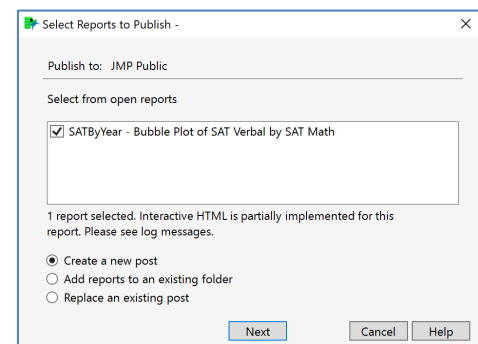 Select Reports to Publish -
Publish to: JMP Public
Select from open reports
SATByYear - Bubble Plot of SAT Verbal by SAT Math
1 report selected. Interactive HTML is partially implemented for this
report. Please see log messages.
Create a new post
Add reports to an existing folder
Replace an existing post
Next Cancel Help